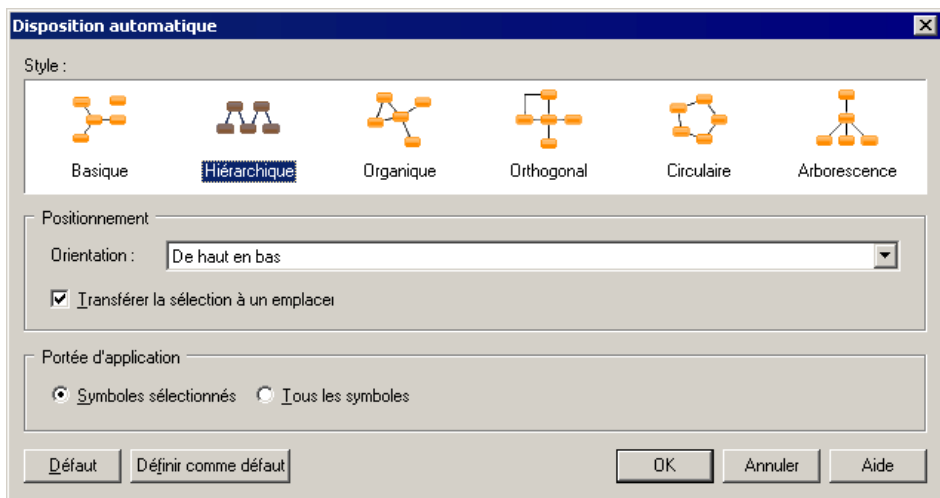 Disposition automatique
Style :
Basique Hiérarchique Organique Orthogonal Circulaire Arborescence
Positionnement
Orientation : De haut en bas
Transférer la sélection à un emplacer
Portée d'application
Symboles sélectionnés Tous les symboles
Défaut Définir comme défaut OK Annuler Aide